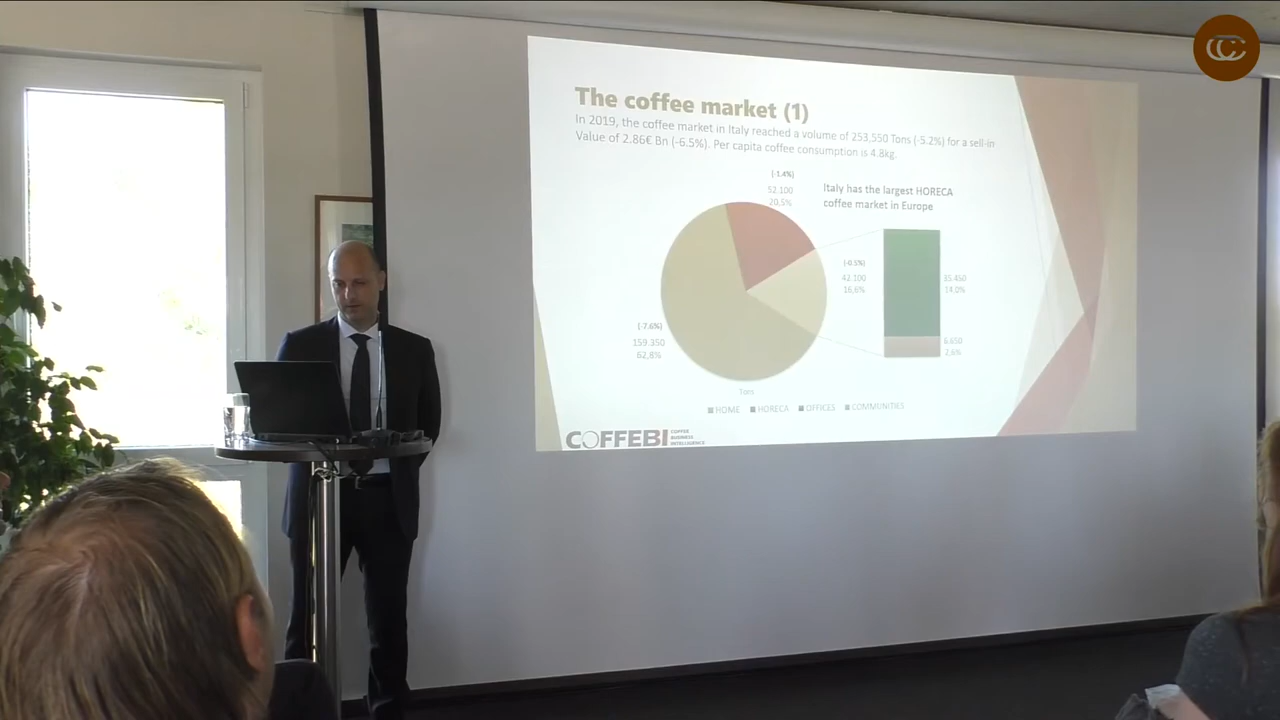 The coffee market (1)
In 2019, the coffee market in Italy reached a volume of 253,550 Tons (-5.2%) for a sell-in
Value of 2.86€ Bn (-6.5%). Per capita coffee consumption is 4.8kg.
(-1.4%)
52.100
20,5%
Italy has the largest HORECA
coffee market in Europe
(-0.5%)
42.100
16,6%
35.450
14,0%
(-7.6%)
159.350
62,8%
6.650
2,6%
Tons
HOME HORECA OFFICES COMMUNITIES
COFFEEBI COFFEE
BUSINESS
INTELLIGENCE